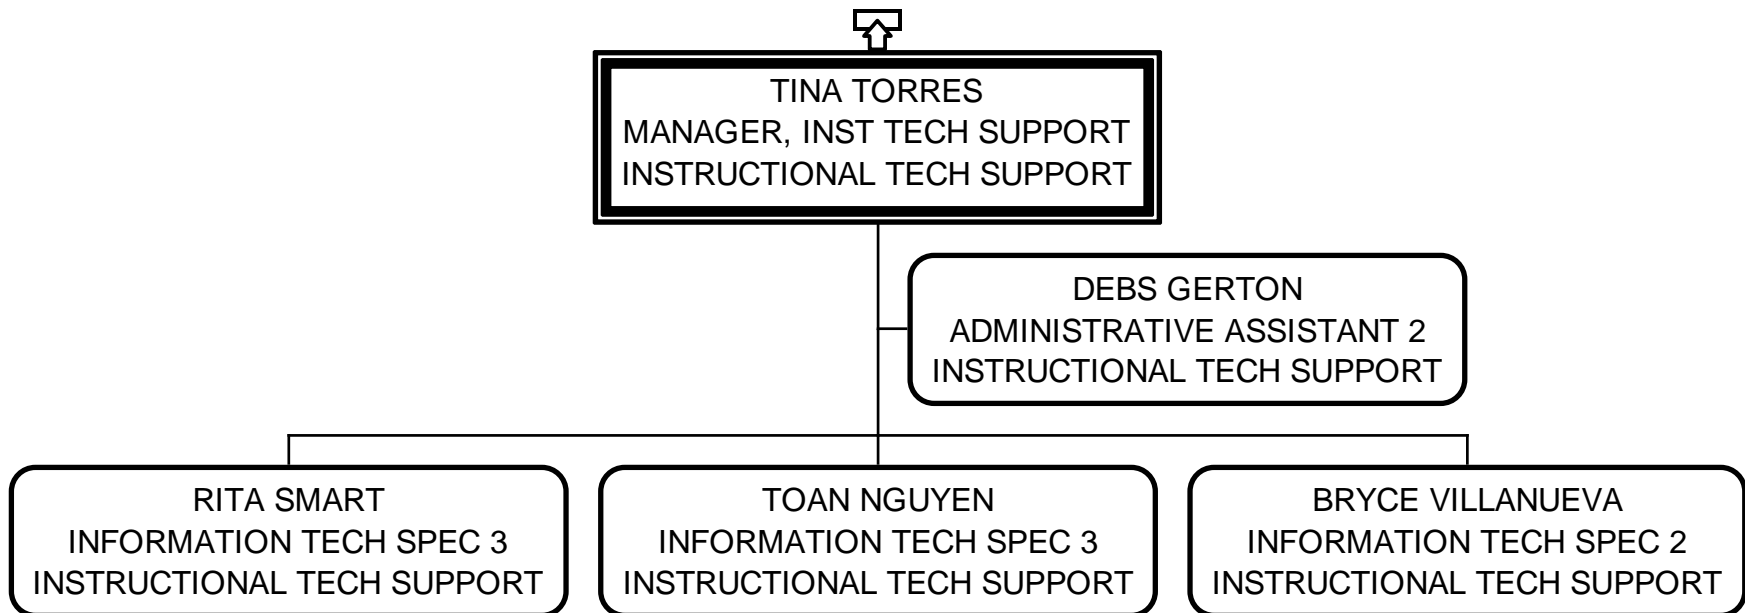 TINA TORRES
MANAGER, INST TECH SUPPORT
INSTRUCTIONAL TECH SUPPORT
DEBS GERTON
ADMINISTRATIVE ASSISTANT 2
INSTRUCTIONAL TECH SUPPORT
RITA SMART
INFORMATION TECH SPEC 3
INSTRUCTIONAL TECH SUPPORT
TOAN NGUYEN
INFORMATION TECH SPEC 3
INSTRUCTIONAL TECH SUPPORT
BRYCE VILLANUEVA
INFORMATION TECH SPEC 2
INSTRUCTIONAL TECH SUPPORT